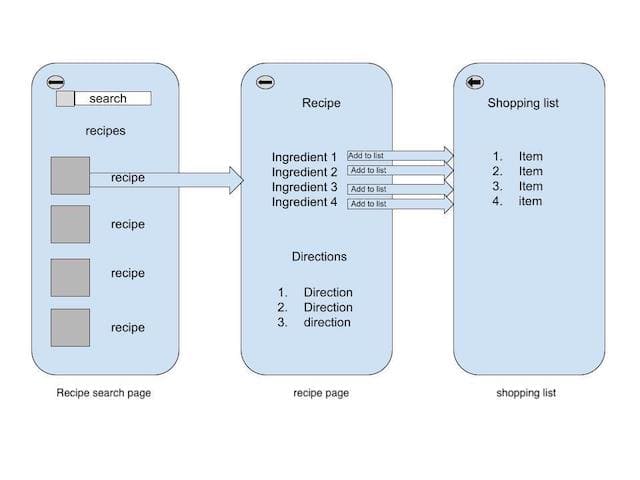 search
recipes
recipe
recipe
recipe
recipe
Recipe search page
Recipe
Ingredient 1 Add to list
Ingredient 2 Add to list
Ingredient 3 Add to list
Ingredient 4 Add to list
Directions
1. Direction
2. Direction
3. direction
recipe page
Shopping list
1. Item
2. Item
3. Item
4. item
shopping list